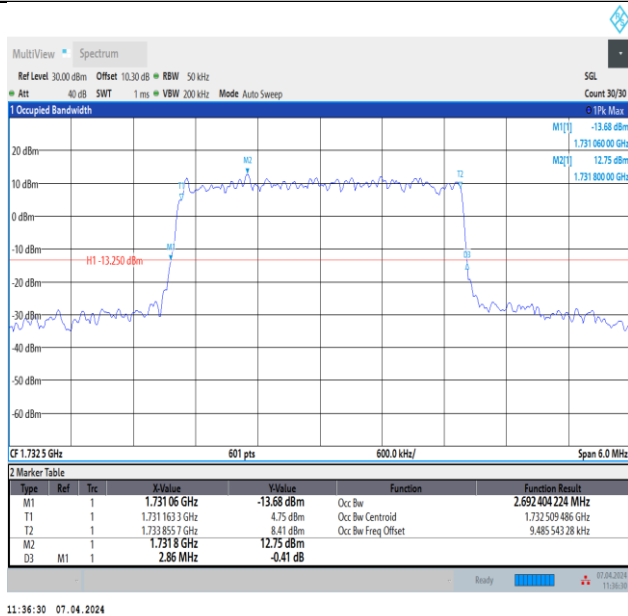 MultiView Spectrum
Ref Level 30.00 dBm Offset 10.30 dB RBW 50 kHz SGL
Att 40 dB SWT 1 ms VBW 200 kHz Mode Auto Sweep Count 30/30
1 Occupied Bandwidth 1Pk Max
M1[1] -13.68 dBm
1.731 060 00 GHz
M2[1] 12.75 dBm
1.731 800 00 GHz
20 dBm
M2
T1
T2
10 dBm
0 dBm
M1
-10 dBm
D3
H1 -13.250 dBm
-20 dBm
-30 dBm
-40 dBm
-50 dBm
-60 dBm
CF 1.732 5 GHz 601 pts 600.0 kHz/ Span 6.0 MHz
2 Marker Table
Type Ref Trc X-Value Y-Value Function Function Result
M1 1 1.731 06 GHz -13.68 dBm Occ Bw 2.692 404 224 MHz
T1 1 1.731 163 3 GHz 4.75 dBm Occ Bw Centroid 1.732 509 486 GHz
T2 1 1.733 855 7 GHz 8.41 dBm Occ Bw Freq Offset 9.485 543 28 kHz
M2 1 1.731 8 GHz 12.75 dBm
D3 M1 1 2.86 MHz -0.41 dB
Ready 07.04.2024
11:36:30
11:36:30 07.04.2024